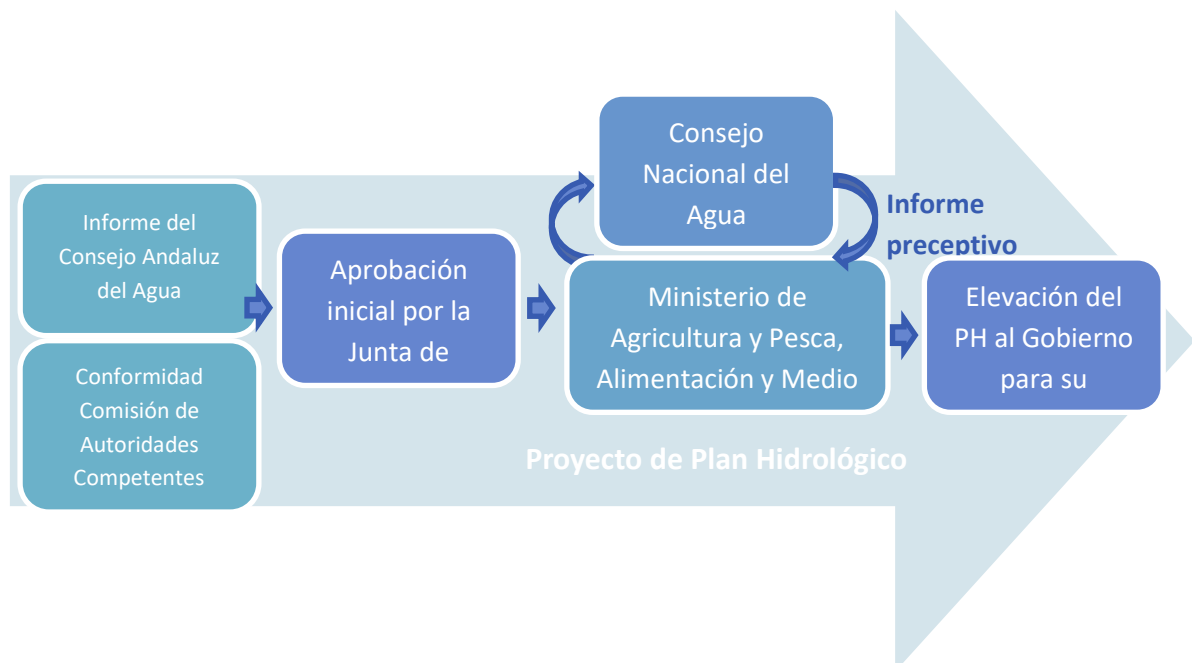 Informe del
Consejo Andaluz
del Agua
Conformidad
Comisión de
Autoridades
Competentes
Aprobación
inicial por la
Junta de
Consejo
Nacional del
Agua
Informe
preceptivo
Ministerio de
Agricultura y Pesca,
Alimentación y Medio
Elevación del
PH al Gobierno
para su
Proyecto de Plan Hidrológico